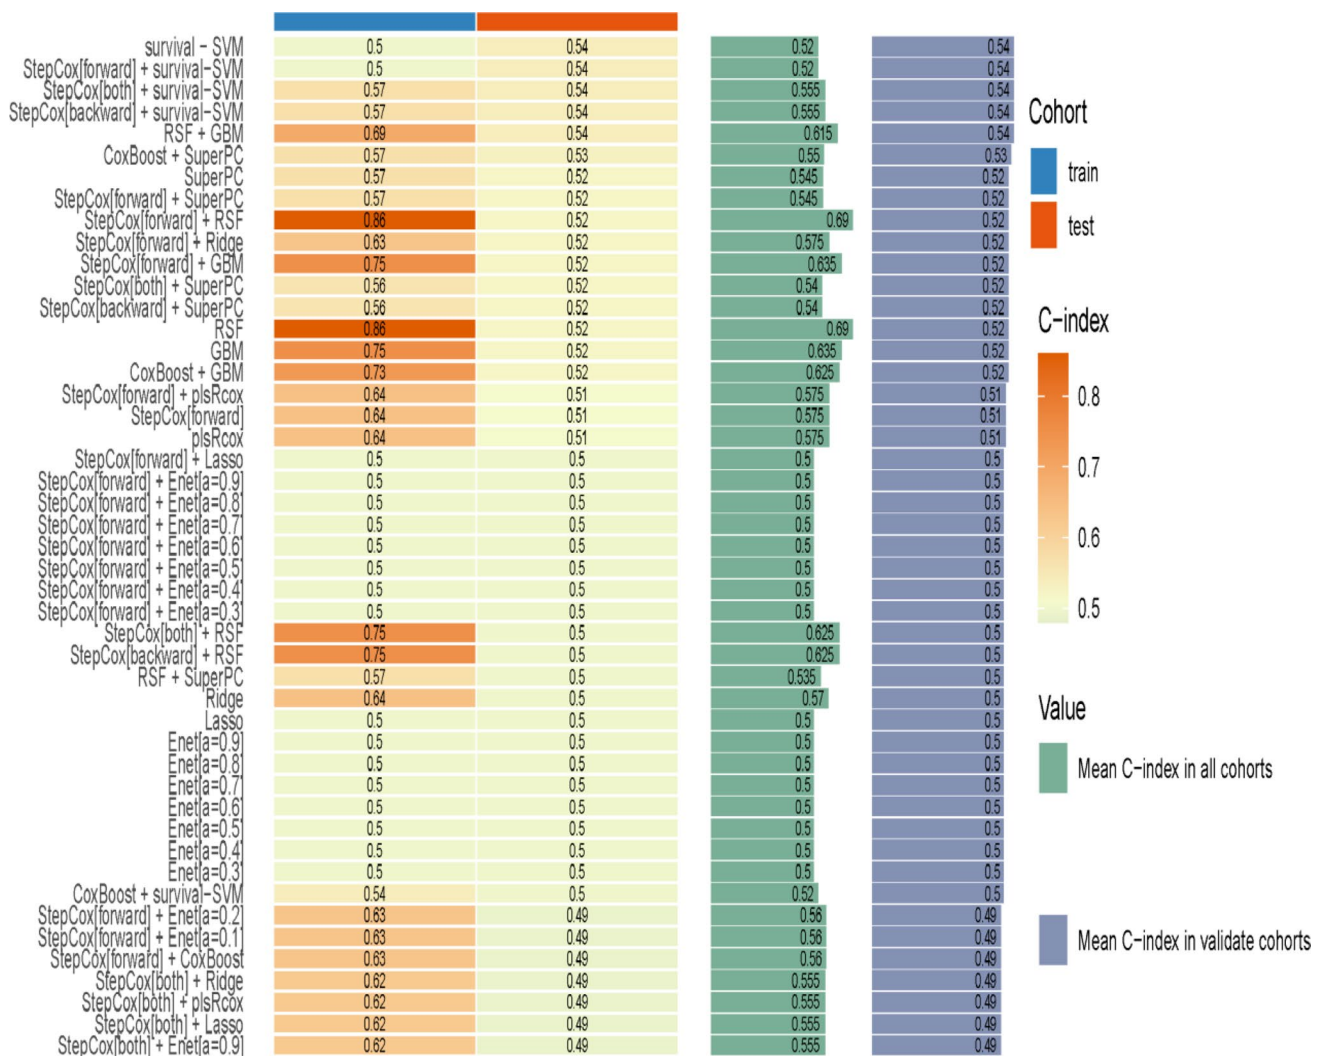 survival - SVM 0.5 0.54 0.52 0.54
StepCox[forward] + survival-SVM 0.5 0.54 0.52 0.54
StepCox[both] + survival-SVM 0.57 0.54 0.555 0.54
StepCox[backward] + survival-SVM 0.57 0.54 0.555 0.54
RSF + GBM 0.69 0.54 0.615 0.54
CoxBoost + SuperPC 0.57 0.53 0.55 0.53
SuperPC 0.57 0.52 0.545 0.52
StepCox[forward] + SuperPC 0.57 0.52 0.545 0.52
StepCox[forward] + RSF 0.86 0.52 0.69 0.52
StepCox[forward] + Ridge 0.63 0.52 0.575 0.52
StepCox[forward] + GBM 0.75 0.52 0.635 0.52
StepCox[both] + SuperPC 0.56 0.52 0.54 0.52
StepCox[backward] + SuperPC 0.56 0.52 0.54 0.52
RSF 0.86 0.52 0.69 0.52
GBM 0.75 0.52 0.635 0.52
CoxBoost + GBM 0.73 0.52 0.625 0.52
StepCox[forward] + plsRcox 0.64 0.51 0.575 0.51
StepCox[forward] 0.64 0.51 0.575 0.51
plsRcox 0.64 0.51 0.575 0.51
StepCox[forward] + Lasso 0.5 0.5 0.5 0.5
StepCox[forward] + Enet[a=0.9] 0.5 0.5 0.5 0.5
StepCox[forward] + Enet[a=0.8] 0.5 0.5 0.5 0.5
StepCox[forward] + Enet[a=0.7] 0.5 0.5 0.5 0.5
StepCox[forward] + Enet[a=0.6] 0.5 0.5 0.5 0.5
StepCox[forward] + Enet[a=0.5] 0.5 0.5 0.5 0.5
StepCox[forward] + Enet[a=0.4] 0.5 0.5 0.5 0.5
StepCox[forward] + Enet[a=0.3] 0.5 0.5 0.5 0.5
StepCox[both] + RSF 0.75 0.5 0.625 0.5
StepCox[backward] + RSF 0.75 0.5 0.625 0.5
RSF + SuperPC 0.57 0.5 0.535 0.5
Ridge 0.64 0.5 0.57 0.5
Lasso 0.5 0.5 0.5 0.5
Enet[a=0.9] 0.5 0.5 0.5 0.5
Enet[a=0.8] 0.5 0.5 0.5 0.5
Enet[a=0.7] 0.5 0.5 0.5 0.5
Enet[a=0.6] 0.5 0.5 0.5 0.5
Enet[a=0.5] 0.5 0.5 0.5 0.5
Enet[a=0.4] 0.5 0.5 0.5 0.5
Enet[a=0.3] 0.5 0.5 0.5 0.5
CoxBoost + survival-SVM 0.54 0.5 0.52 0.5
StepCox[forward] + Enet[a=0.2] 0.63 0.49 0.56 0.49
StepCox[forward] + Enet[a=0.1] 0.63 0.49 0.56 0.49
StepCox[forward] + CoxBoost 0.63 0.49 0.56 0.49
StepCox[both] + Ridge 0.62 0.49 0.555 0.49
StepCox[both] + plsRcox 0.62 0.49 0.555 0.49
StepCox[both] + Lasso 0.62 0.49 0.555 0.49
StepCox[both] + Enet[a=0.9] 0.62 0.49 0.555 0.49
Cohort
train
test
C-index
0.8
0.7
0.6
0.5
Value
Mean C-index in all cohorts
Mean C-index in validate cohorts